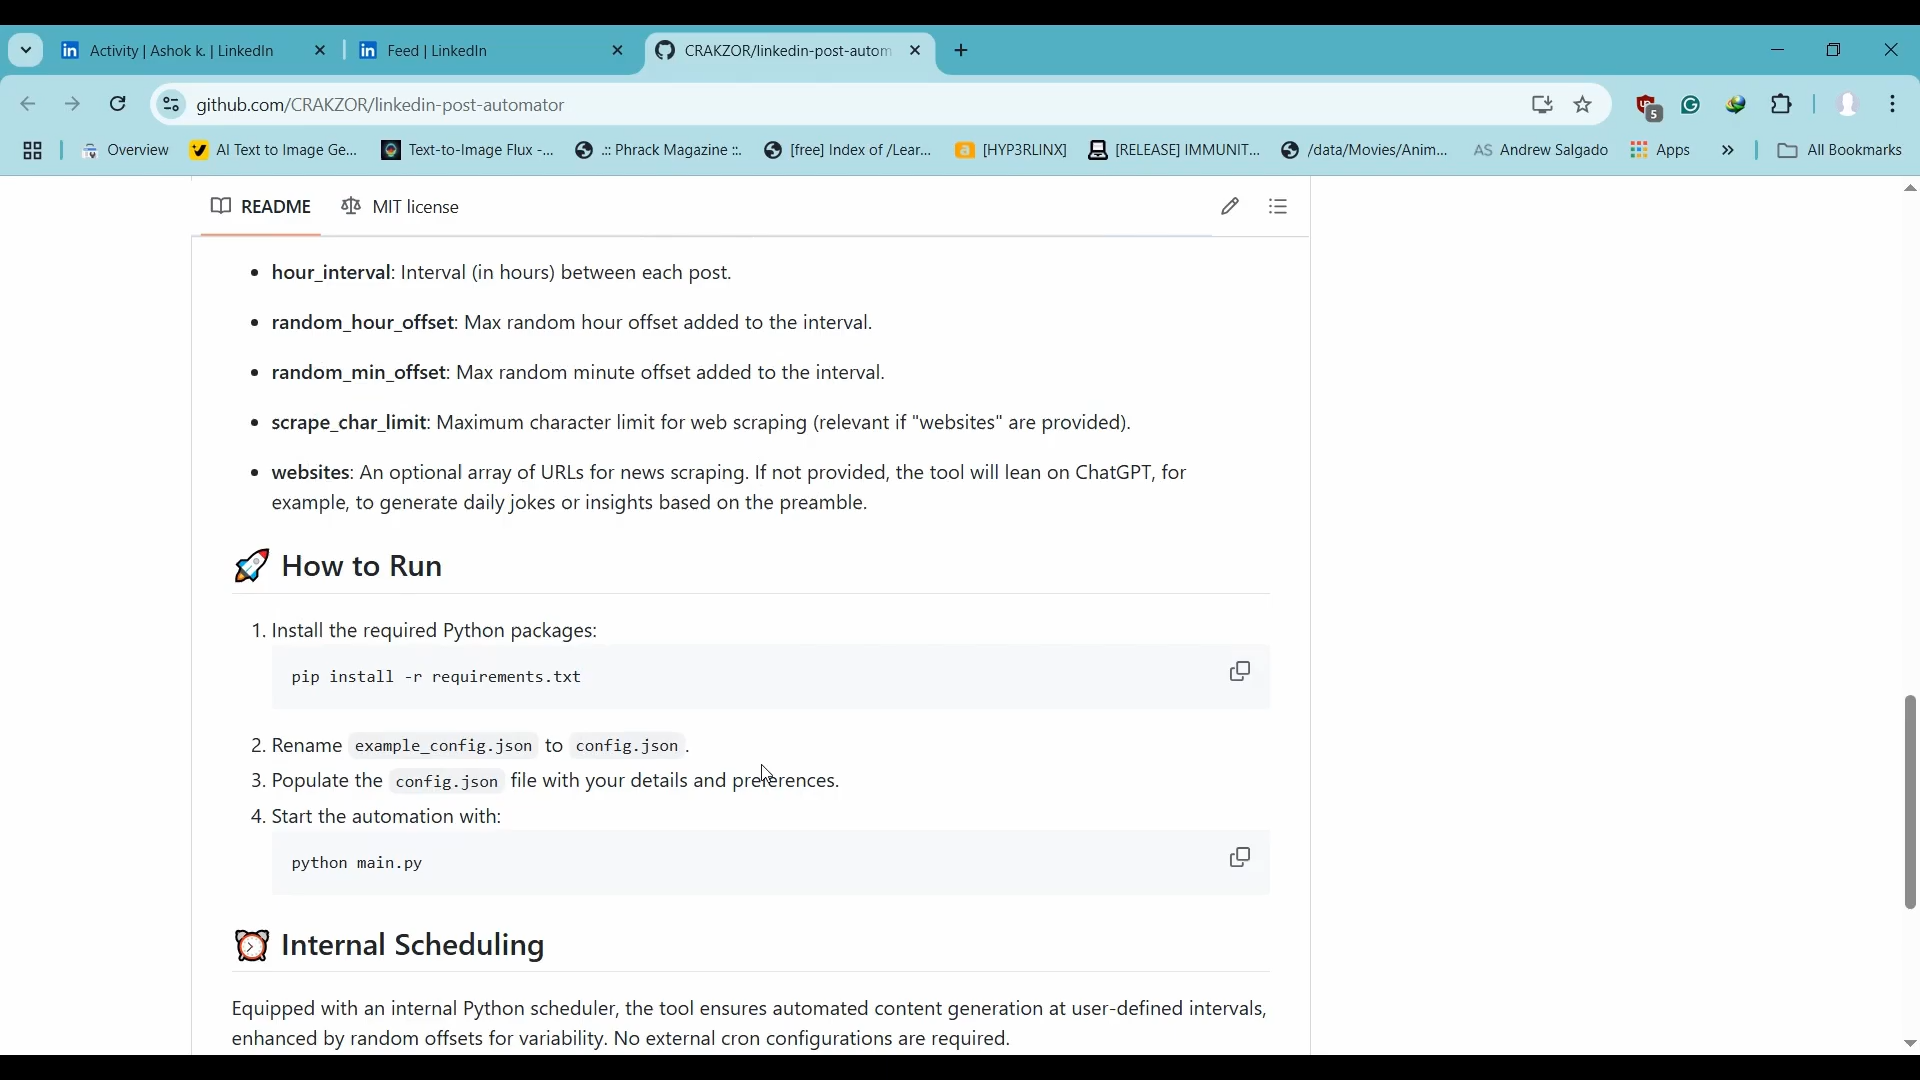 Activity | Ashok k. | LinkedIn
Feed | LinkedIn
CRAKZOR/linkedin-post-autom
github.com/CRAKZOR/linkedin-post-automator
5
Overview
AI Text to Image Ge...
Text-to-Image Flux -...
.:: Phrack Magazine ::.
[free] Index of /Lear...
[HYP3RLINX]
[RELEASE] IMMUNIT...
/data/Movies/Anim...
AS Andrew Salgado
Apps
»
All Bookmarks
README
MIT license
• hour_interval: Interval (in hours) between each post.
• random_hour_offset: Max random hour offset added to the interval.
• random_min_offset: Max random minute offset added to the interval.
• scrape_char_limit: Maximum character limit for web scraping (relevant if "websites" are provided).
• websites: An optional array of URLs for news scraping. If not provided, the tool will lean on ChatGPT, for
example, to generate daily jokes or insights based on the preamble.
🚀 How to Run
1. Install the required Python packages:
pip install -r requirements.txt
2. Rename example_config.json to config.json.
3. Populate the config.json file with your details and preferences.
4. Start the automation with:
python main.py
⏰ Internal Scheduling
Equipped with an internal Python scheduler, the tool ensures automated content generation at user-defined intervals,
enhanced by random offsets for variability. No external cron configurations are required.